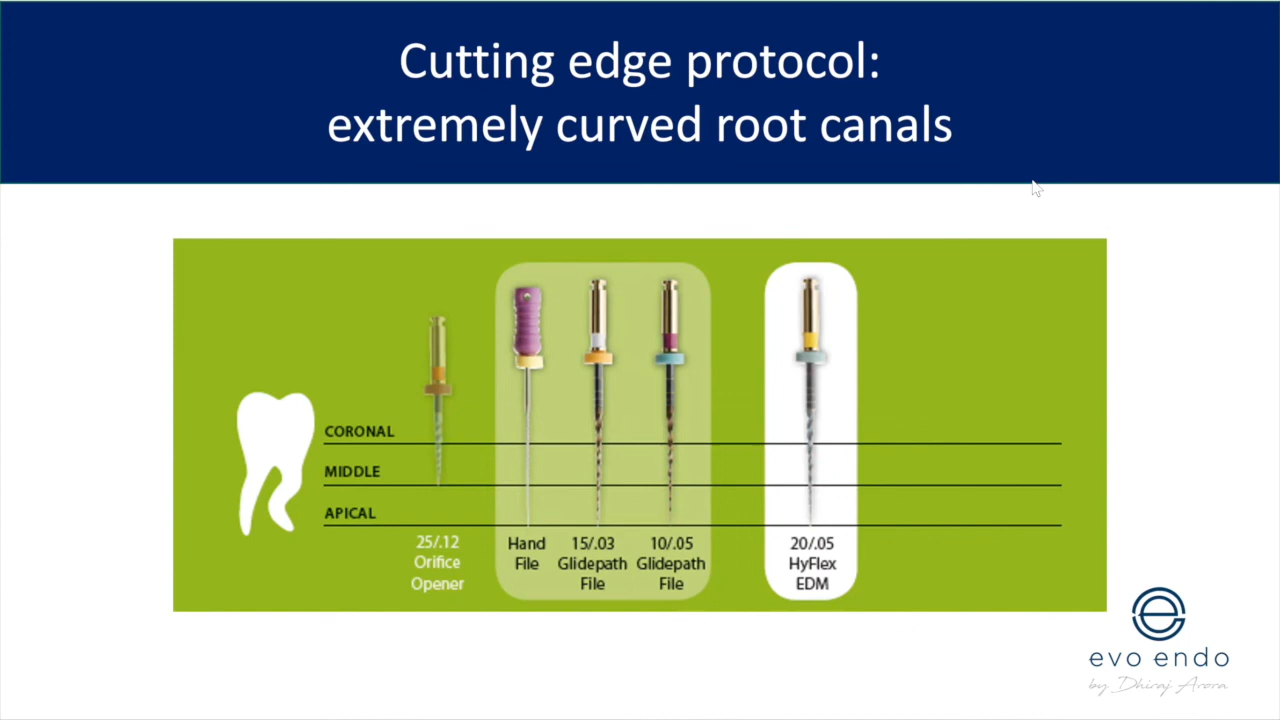 Cutting edge protocol:
extremely curved root canals
CORONAL
MIDDLE
APICAL
25/.12
Orifice
Opener
Hand
File
15/.03
Glidepath
File
10/.05
Glidepath
File
20/.05
HyFlex
EDM
evo endo
by Dhiraj Arora